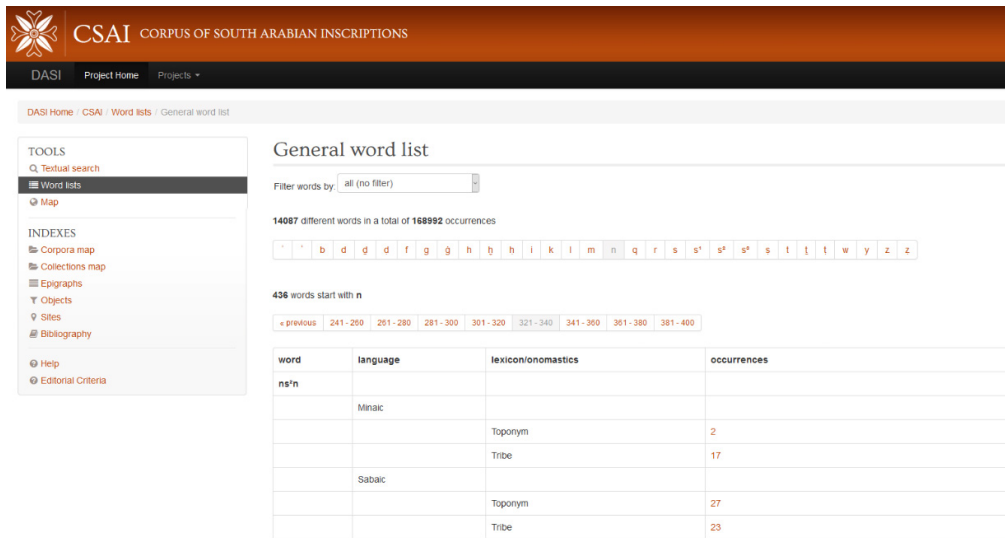 CSAI CORPUS OF SOUTH ARABIAN INSCRIPTIONS
DASI Project Home Projects
DASI Home / CSAI / Word lists / General word list
TOOLS
Textual search
Word lists
Map
INDEXES
Corpora map
Collections map
Epigraphs
Objects
Sites
Bibliography
Help
Editorial Criteria
General word list
Filter words by: all (no filter)
14087 different words in a total of 168992 occurrences
b d ḏ d f g ġ h ḫ h i k l m n q r s s¹ s² s³ s t ṯ ṭ w y z z
436 words start with n
« previous 241 - 260 261 - 280 281 - 300 301 - 320 321 - 340 341 - 360 361 - 380 381 - 400
word language lexicon/onomastics occurrences
ns²n
Minaic
Toponym 2
Tribe 17
Sabaic
Toponym 27
Tribe 23